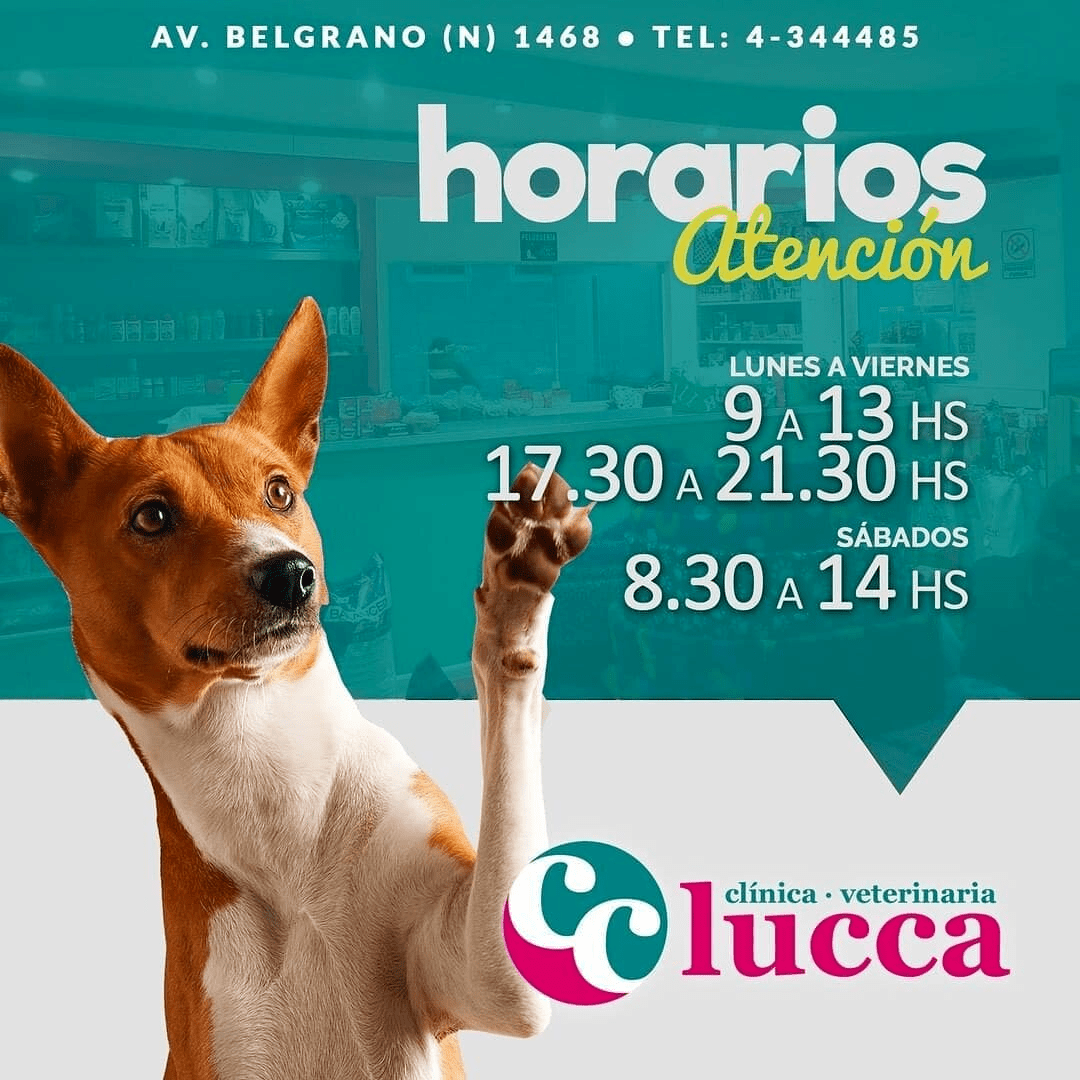 AV. BELGRANO (N) 1468 • TEL: 4-344485
horarios
Atención
PELUQUERIA
LUNES A VIERNES
9 A 13 HS
17.30 A 21.30 HS
SÁBADOS
8.30 A 14 HS
clínica · veterinaria
cc lucca